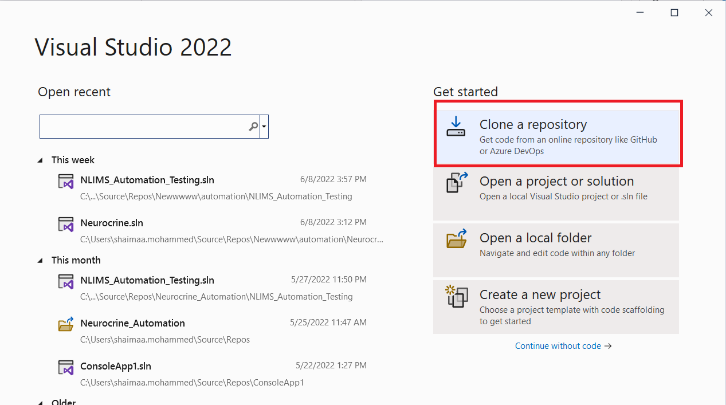 Visual Studio 2022
Open recent
This week
NLIMS_Automation_Testing.sln 6/8/2022 3:57 PM
C:\...\Source\Repos\Newwwww\automation\NLIMS_Automation_Testing
Neurocrine.sln 6/8/2022 3:12 PM
C:\Users\shaimaa.mohammed\Source\Repos\Newwwww\automation\Neurocr...
This month
NLIMS_Automation_Testing.sln 5/27/2022 11:50 PM
C:\...\Source\Repos\Neurocrine_Automation\NLIMS_Automation_Testing
Neurocrine_Automation 5/25/2022 11:47 AM
C:\Users\shaimaa.mohammed\Source\Repos
ConsoleApp1.sln 5/22/2022 1:27 PM
C:\Users\shaimaa.mohammed\Source\Repos\ConsoleApp1
Older
Get started
Clone a repository
Get code from an online repository like GitHub
or Azure DevOps
Open a project or solution
Open a local Visual Studio project or .sln file
Open a local folder
Navigate and edit code within any folder
Create a new project
Choose a project template with code scaffolding
to get started
Continue without code →